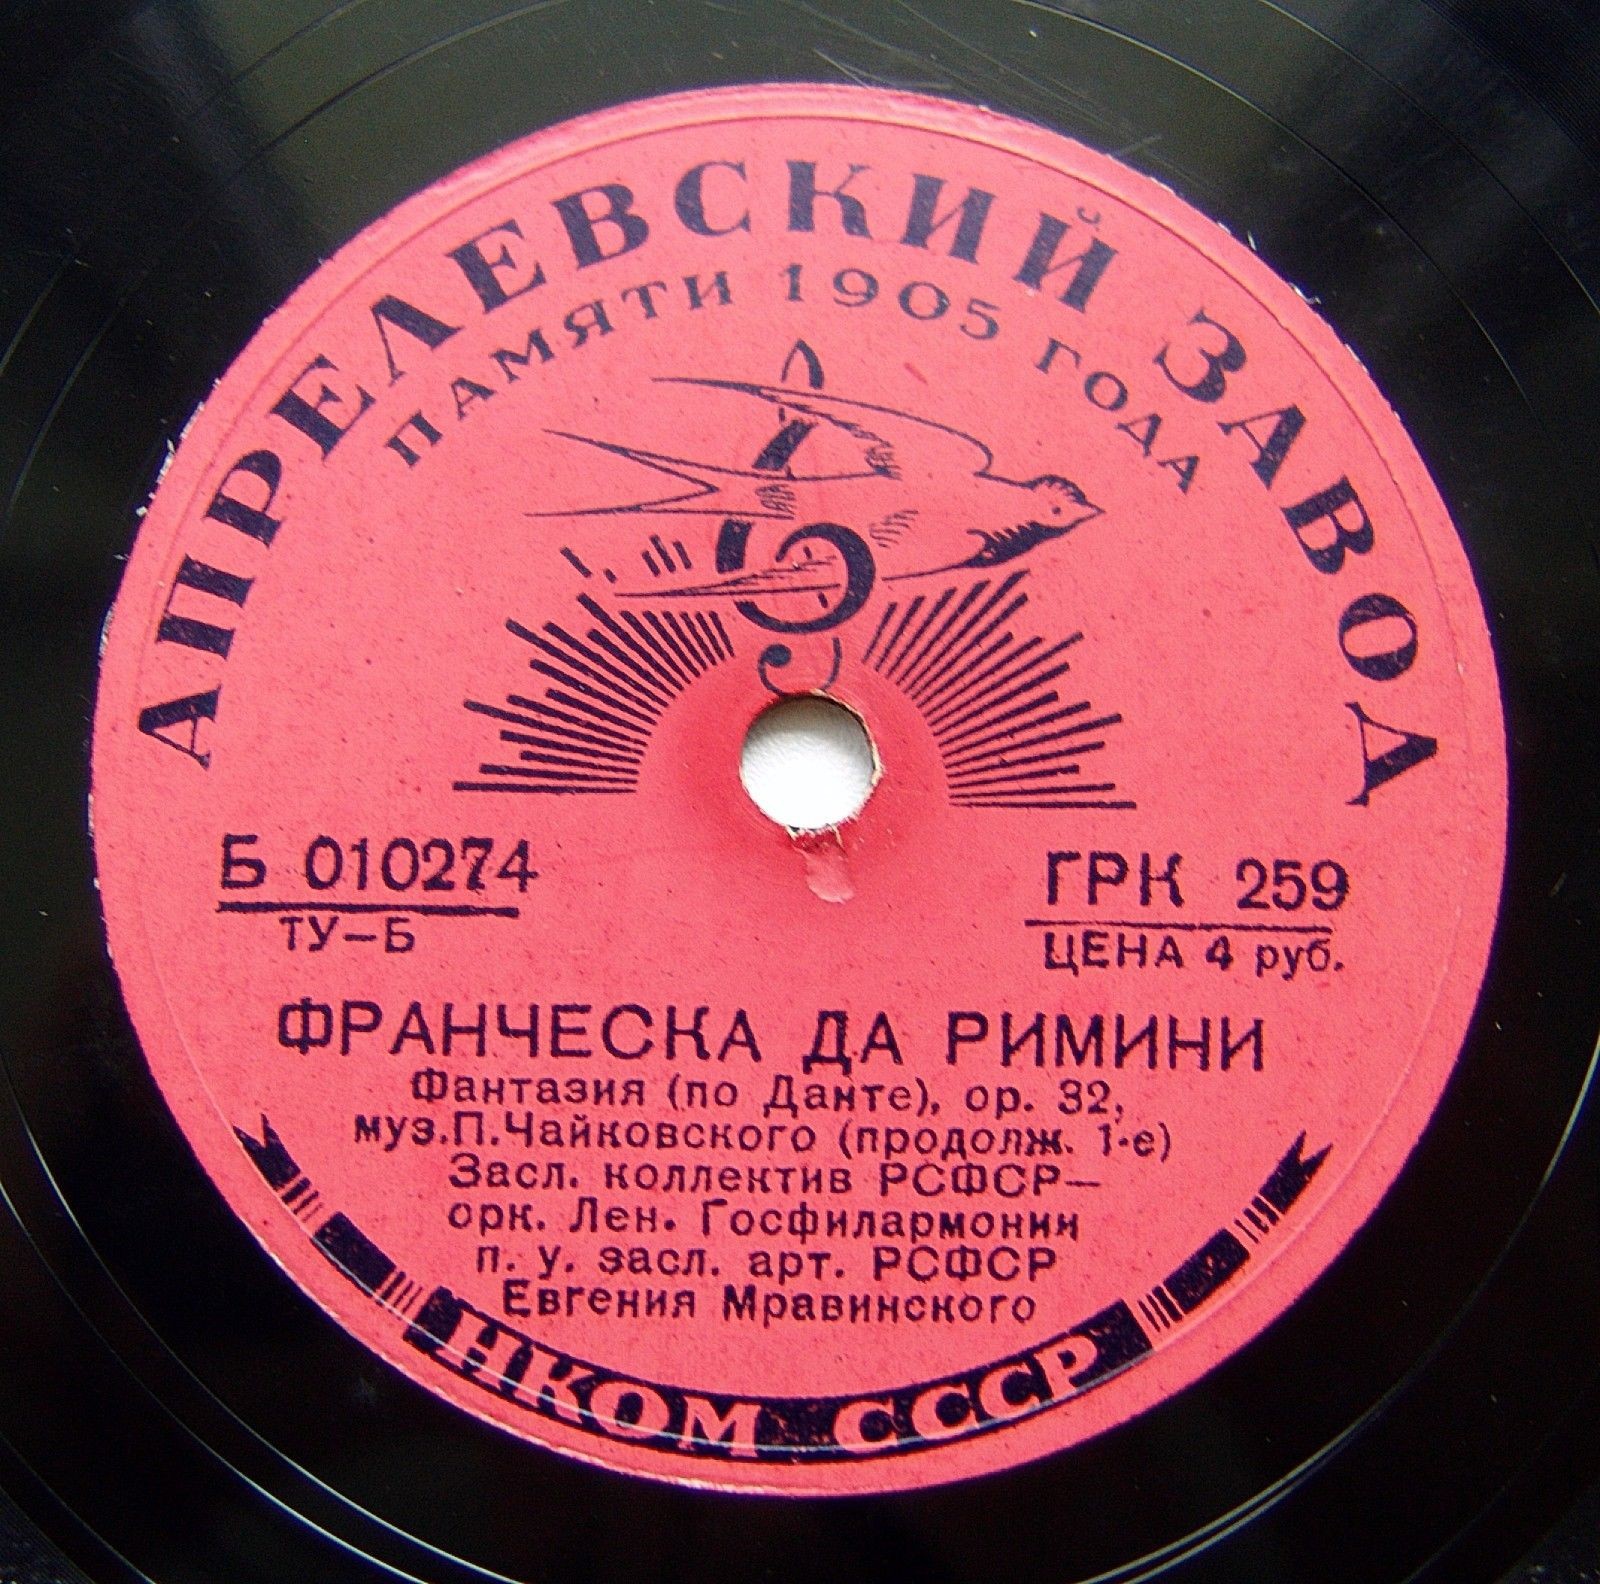 АПРЕЛЕВСКИЙ ЗАВОД
ПАМЯТИ 1905 ГОДА
Б 010274
ТУ-Б
ГРК 259
ЦЕНА 4 руб.
ФРАНЧЕСКА ДА РИМИНИ
Фантазия (по Данте), ор. 32,
муз.П.Чайковского (продолж. 1-е)
Засл. коллектив РСФСР—
орк. Лен. Госфилармонии
п. у. засл. арт. РСФСР
Евгения Мравинского
НКОМ СССР